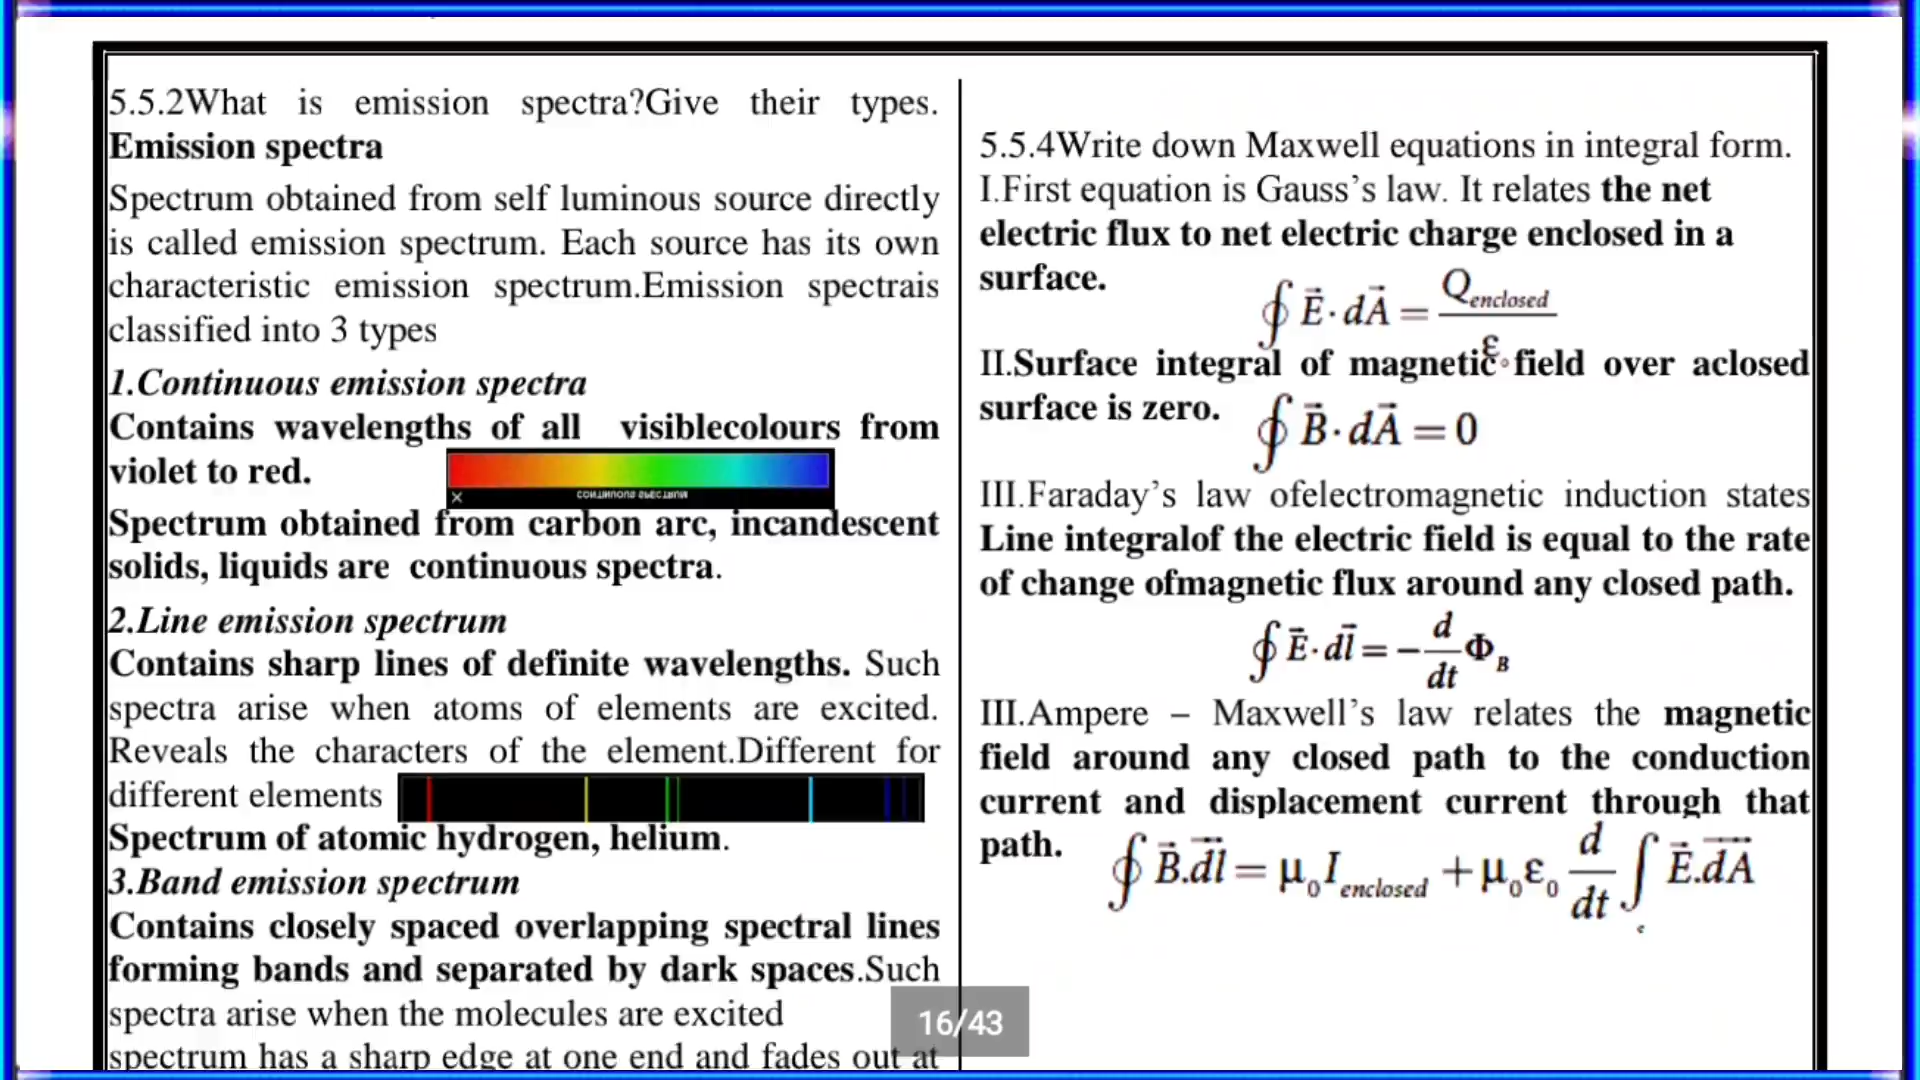 5.5.2What is emission spectra?Give their types.
Emission spectra
Spectrum obtained from self luminous source directly
is called emission spectrum. Each source has its own
characteristic emission spectrum.Emission spectrais
classified into 3 types
1.Continuous emission spectra
Contains wavelengths of all visiblecolours from
violet to red.
CONTINUOUS SPECTRUM
Spectrum obtained from carbon arc, incandescent
solids, liquids are continuous spectra.
2.Line emission spectrum
Contains sharp lines of definite wavelengths. Such
spectra arise when atoms of elements are excited.
Reveals the characters of the element.Different for
different elements
Spectrum of atomic hydrogen, helium.
3.Band emission spectrum
Contains closely spaced overlapping spectral lines
forming bands and separated by dark spaces.Such
spectra arise when the molecules are excited
spectrum has a sharp edge at one end and fades out at
5.5.4Write down Maxwell equations in integral form.
I.First equation is Gauss’s law. It relates the net
electric flux to net electric charge enclosed in a
surface.
∮ E⃗ · dA⃗ = Q_enclosed / ε₀
II.Surface integral of magnetic field over aclosed
surface is zero.
∮ B⃗ · dA⃗ = 0
III.Faraday’s law ofelectromagnetic induction states
Line integralof the electric field is equal to the rate
of change ofmagnetic flux around any closed path.
∮ E⃗ · dl⃗ = − d/dt Φ_B
III.Ampere – Maxwell’s law relates the magnetic
field around any closed path to the conduction
current and displacement current through that
path.
∮ B⃗.dl⃗ = μ₀I_enclosed + μ₀ε₀ d/dt ∫ E⃗.dA⃗
16/43